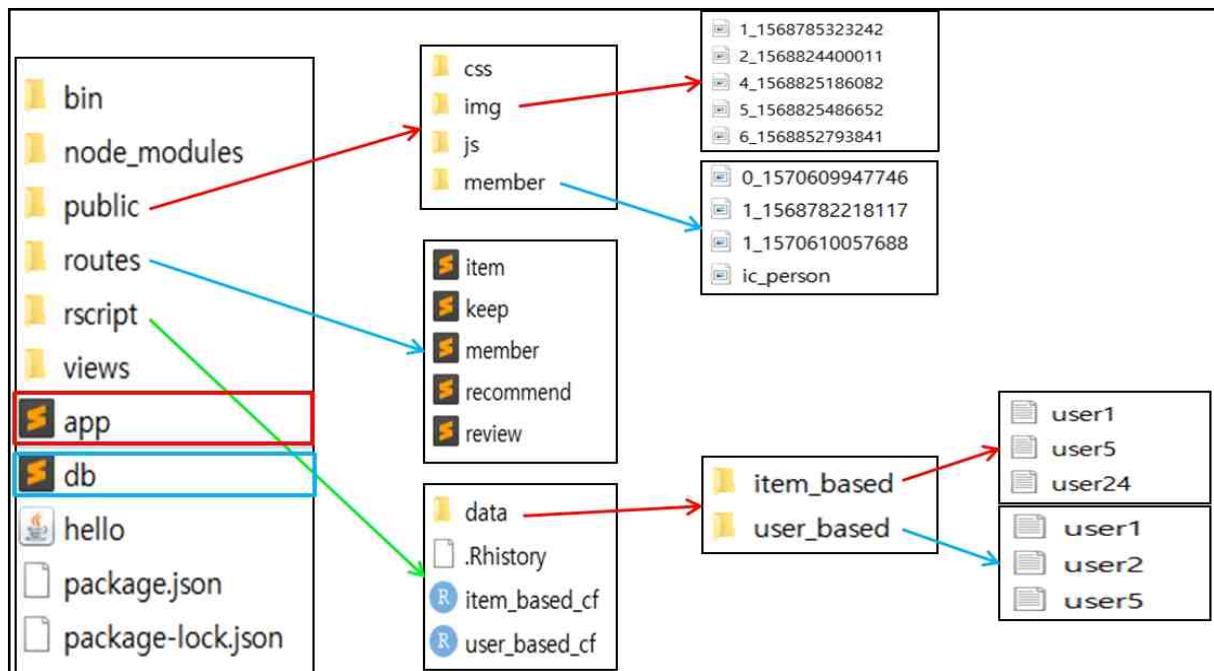 bin
node_modules
public
routes
rscript
views
app
db
hello
package.json
package-lock.json
css
img
js
member
item
keep
member
recommend
review
data
.Rhistory
item_based_cf
user_based_cf
1_1568785323242
2_1568824400011
4_1568825186082
5_1568825486652
6_1568852793841
0_1570609947746
1_1568782218117
1_1570610057688
ic_person
item_based
user_based
user1
user5
user24
user1
user2
user5